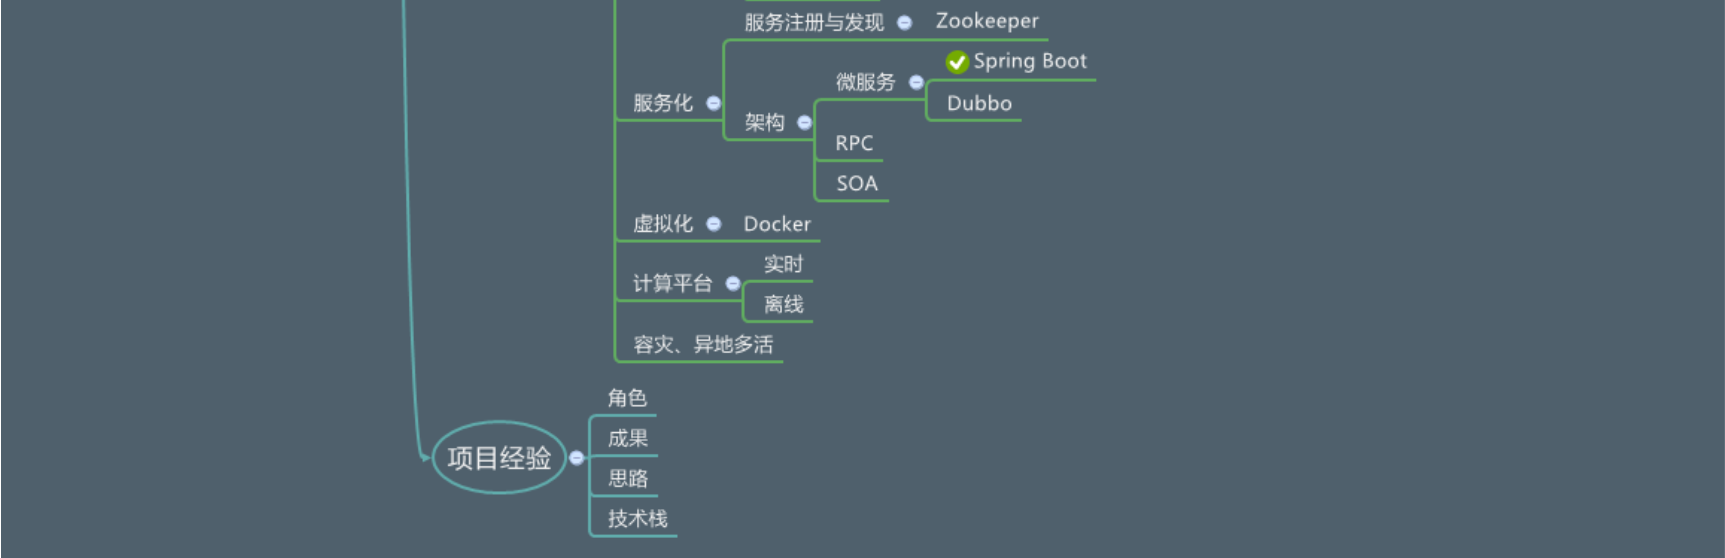 服务注册与发现 Zookeeper
Spring Boot
微服务
服务化
Dubbo
架构
RPC
SOA
虚拟化 Docker
实时
计算平台
离线
容灾、异地多活
角色
成果
项目经验
思路
技术栈